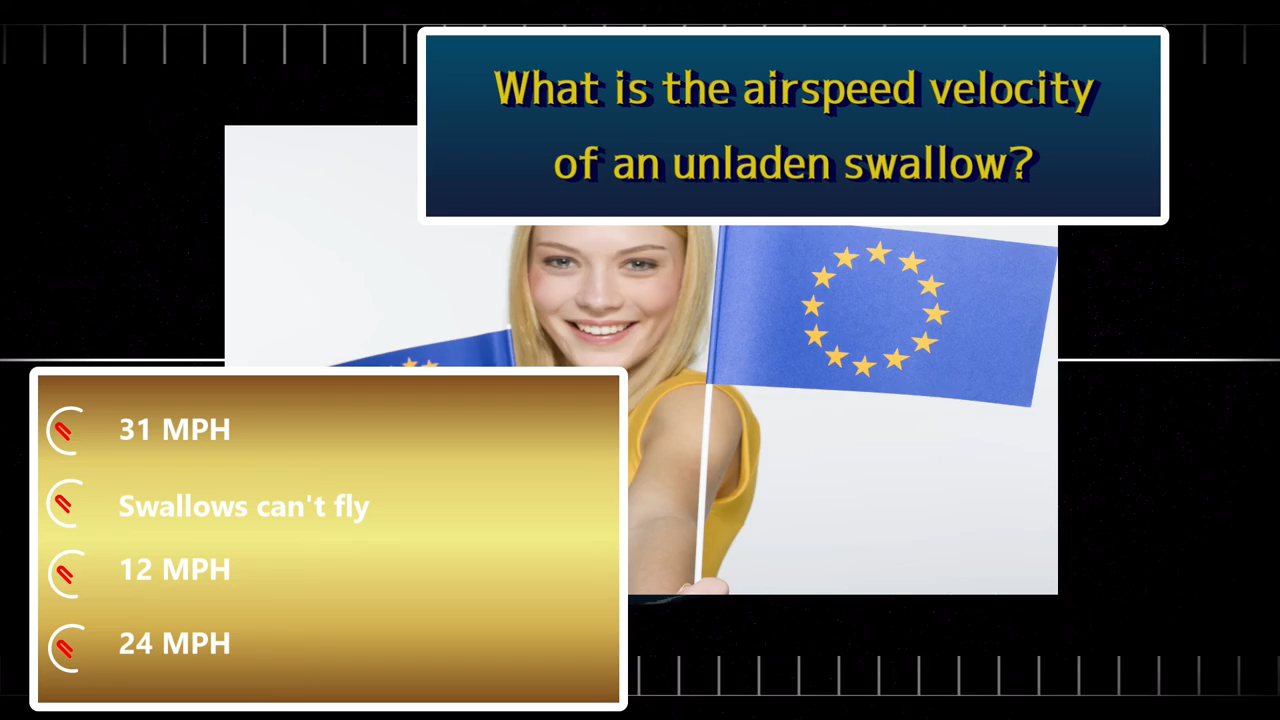 What is the airspeed velocity
of an unladen swallow?
31 MPH
Swallows can't fly
12 MPH
24 MPH